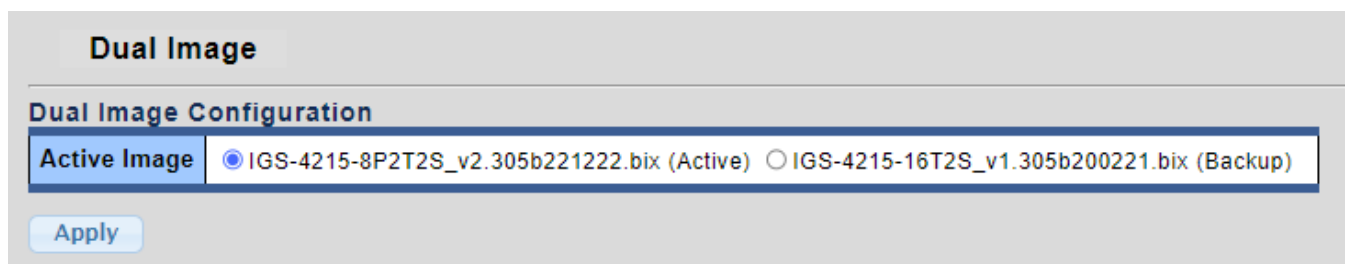 Dual Image
Dual Image Configuration
Active Image IGS-4215-8P2T2S_v2.305b221222.bix (Active) IGS-4215-16T2S_v1.305b200221.bix (Backup)
Apply